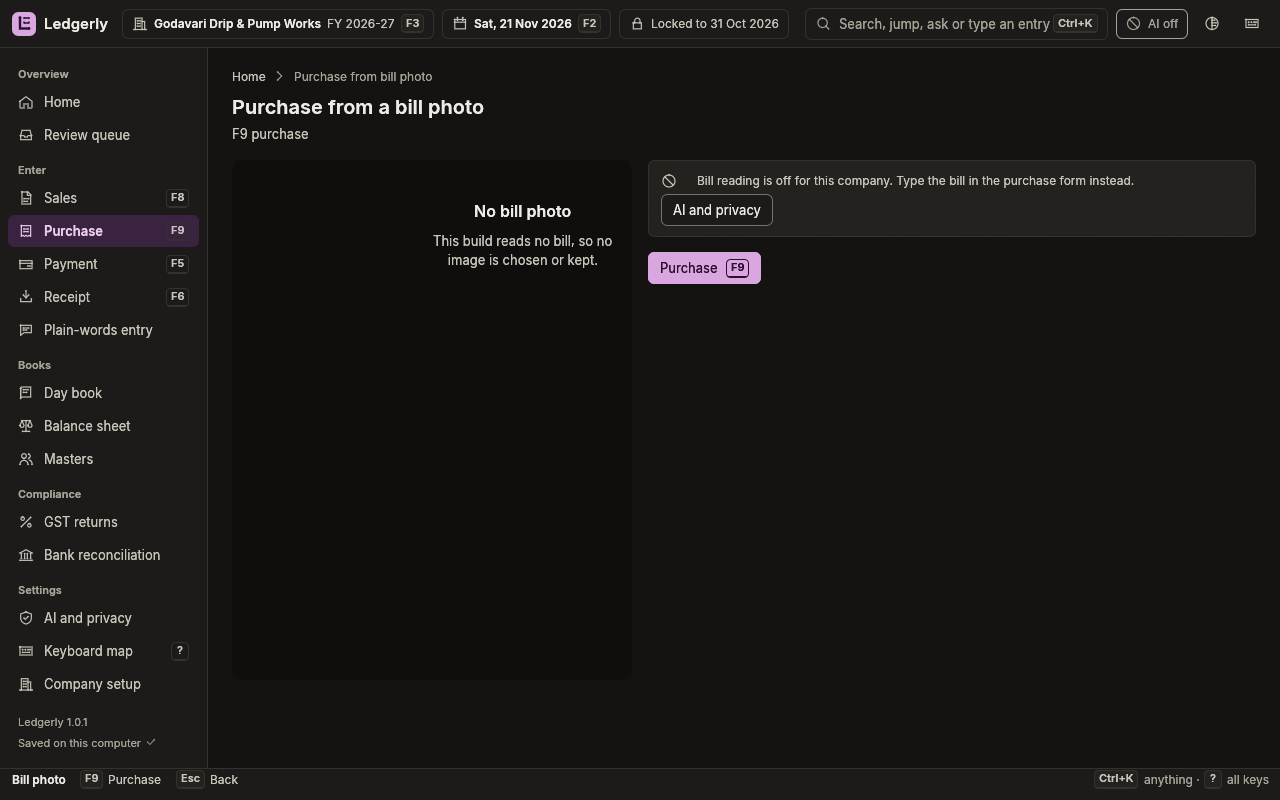 Ledgerly
Godavari Drip & Pump Works FY 2026-27 F3
Sat, 21 Nov 2026 F2
Locked to 31 Oct 2026
Search, jump, ask or type an entry Ctrl+K
AI off
Overview
Home
Review queue
Enter
Sales F8
Purchase F9
Payment F5
Receipt F6
Plain-words entry
Books
Day book
Balance sheet
Masters
Compliance
GST returns
Bank reconciliation
Settings
AI and privacy
Keyboard map ?
Company setup
Ledgerly 1.0.1
Saved on this computer
Home Purchase from bill photo
Purchase from a bill photo
F9 purchase
No bill photo
This build reads no bill, so no
image is chosen or kept.
Bill reading is off for this company. Type the bill in the purchase form instead.
AI and privacy
Purchase F9
Bill photo F9 Purchase Esc Back
Ctrl+K anything · ? all keys